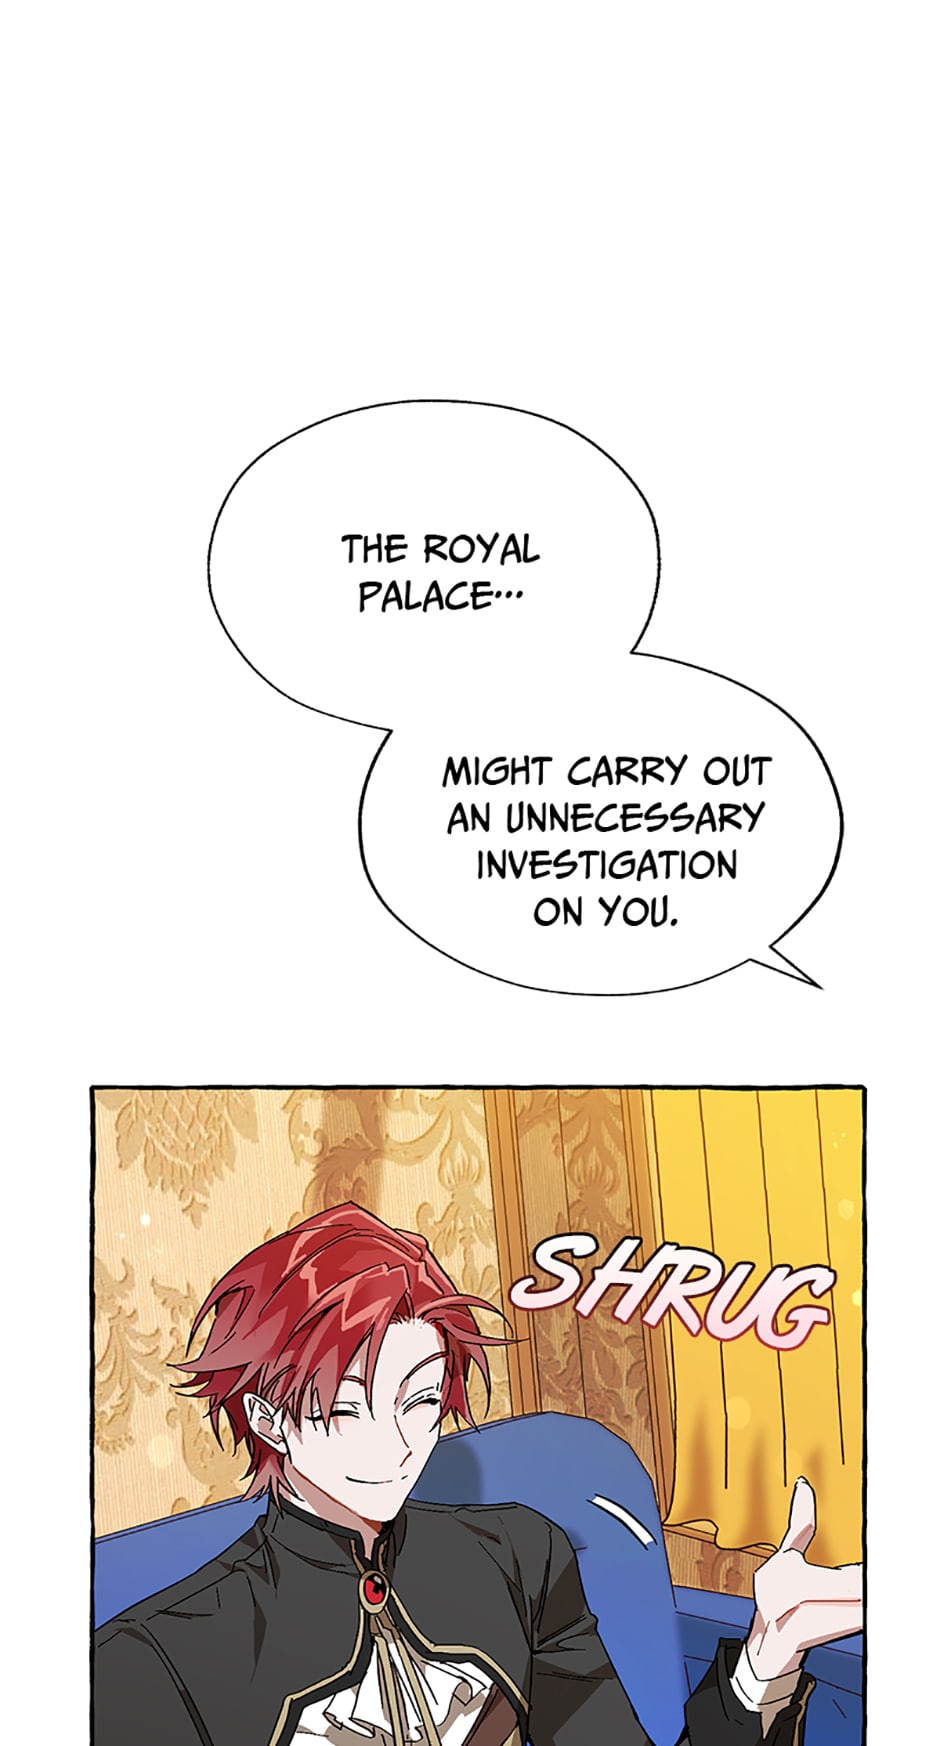 THE ROYAL
PALACE...
MIGHT CARRY OUT
AN UNNECESSARY
INVESTIGATION
ON YOU.
SHRUG